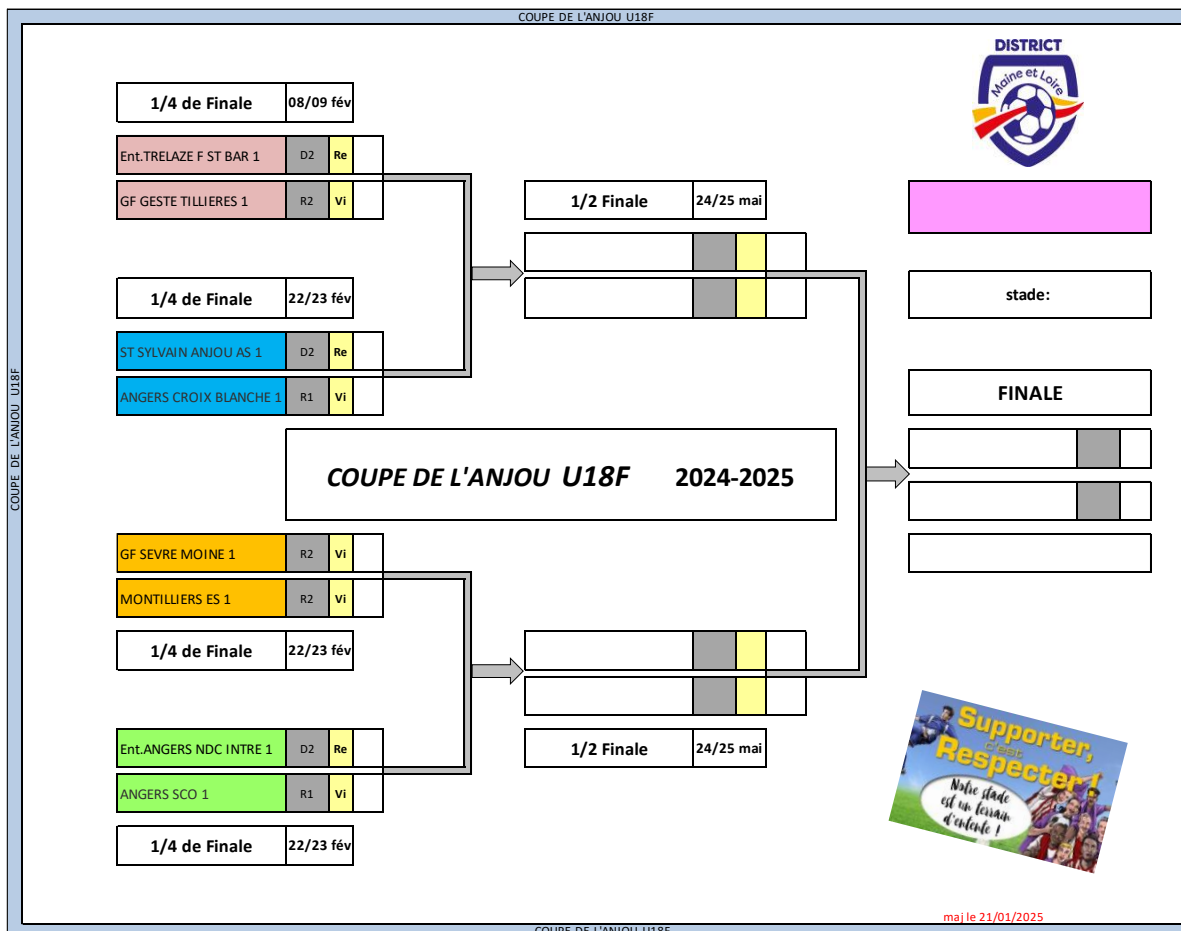 COUPE DE L'ANJOU U18F
DISTRICT
Maine et Loire
1/4 de Finale 08/09 fév
Ent.TRELAZE F ST BAR 1 D2 Re
GF GESTE TILLIERES 1 R2 Vi
1/2 Finale 24/25 mai
1/4 de Finale 22/23 fév
stade:
ST SYLVAIN ANJOU AS 1 D2 Re
ANGERS CROIX BLANCHE 1 R1 Vi
FINALE
COUPE DE L'ANJOU U18F
COUPE DE L'ANJOU U18F 2024-2025
GF SEVRE MOINE 1 R2 Vi
MONTILLIERS ES 1 R2 Vi
1/4 de Finale 22/23 fév
Ent.ANGERS NDC INTRE 1 D2 Re
ANGERS SCO 1 R1 Vi
1/2 Finale 24/25 mai
1/4 de Finale 22/23 fév
Supporter,
c'est
Respecter !
Notre stade
est un terrain
d'entente !
maj le 21/01/2025
COUPE DE L'ANJOU U18F